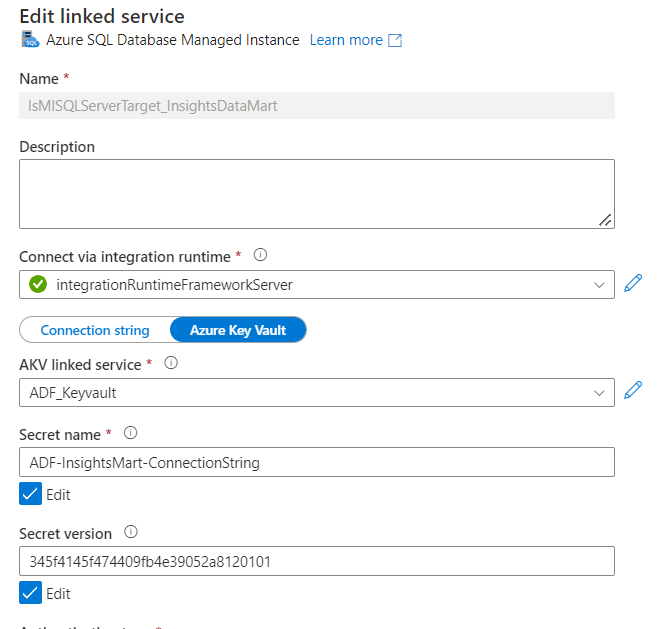 Edit linked service
SQL Azure SQL Database Managed Instance Learn more
Name *
IsMISQLServerTarget_InsightsDataMart
Description
Connect via integration runtime *
integrationRuntimeFrameworkServer
Connection string Azure Key Vault
AKV linked service *
ADF_Keyvault
Secret name *
ADF-InsightsMart-ConnectionString
Edit
Secret version
345f4145f474409fb4e39052a8120101
Edit